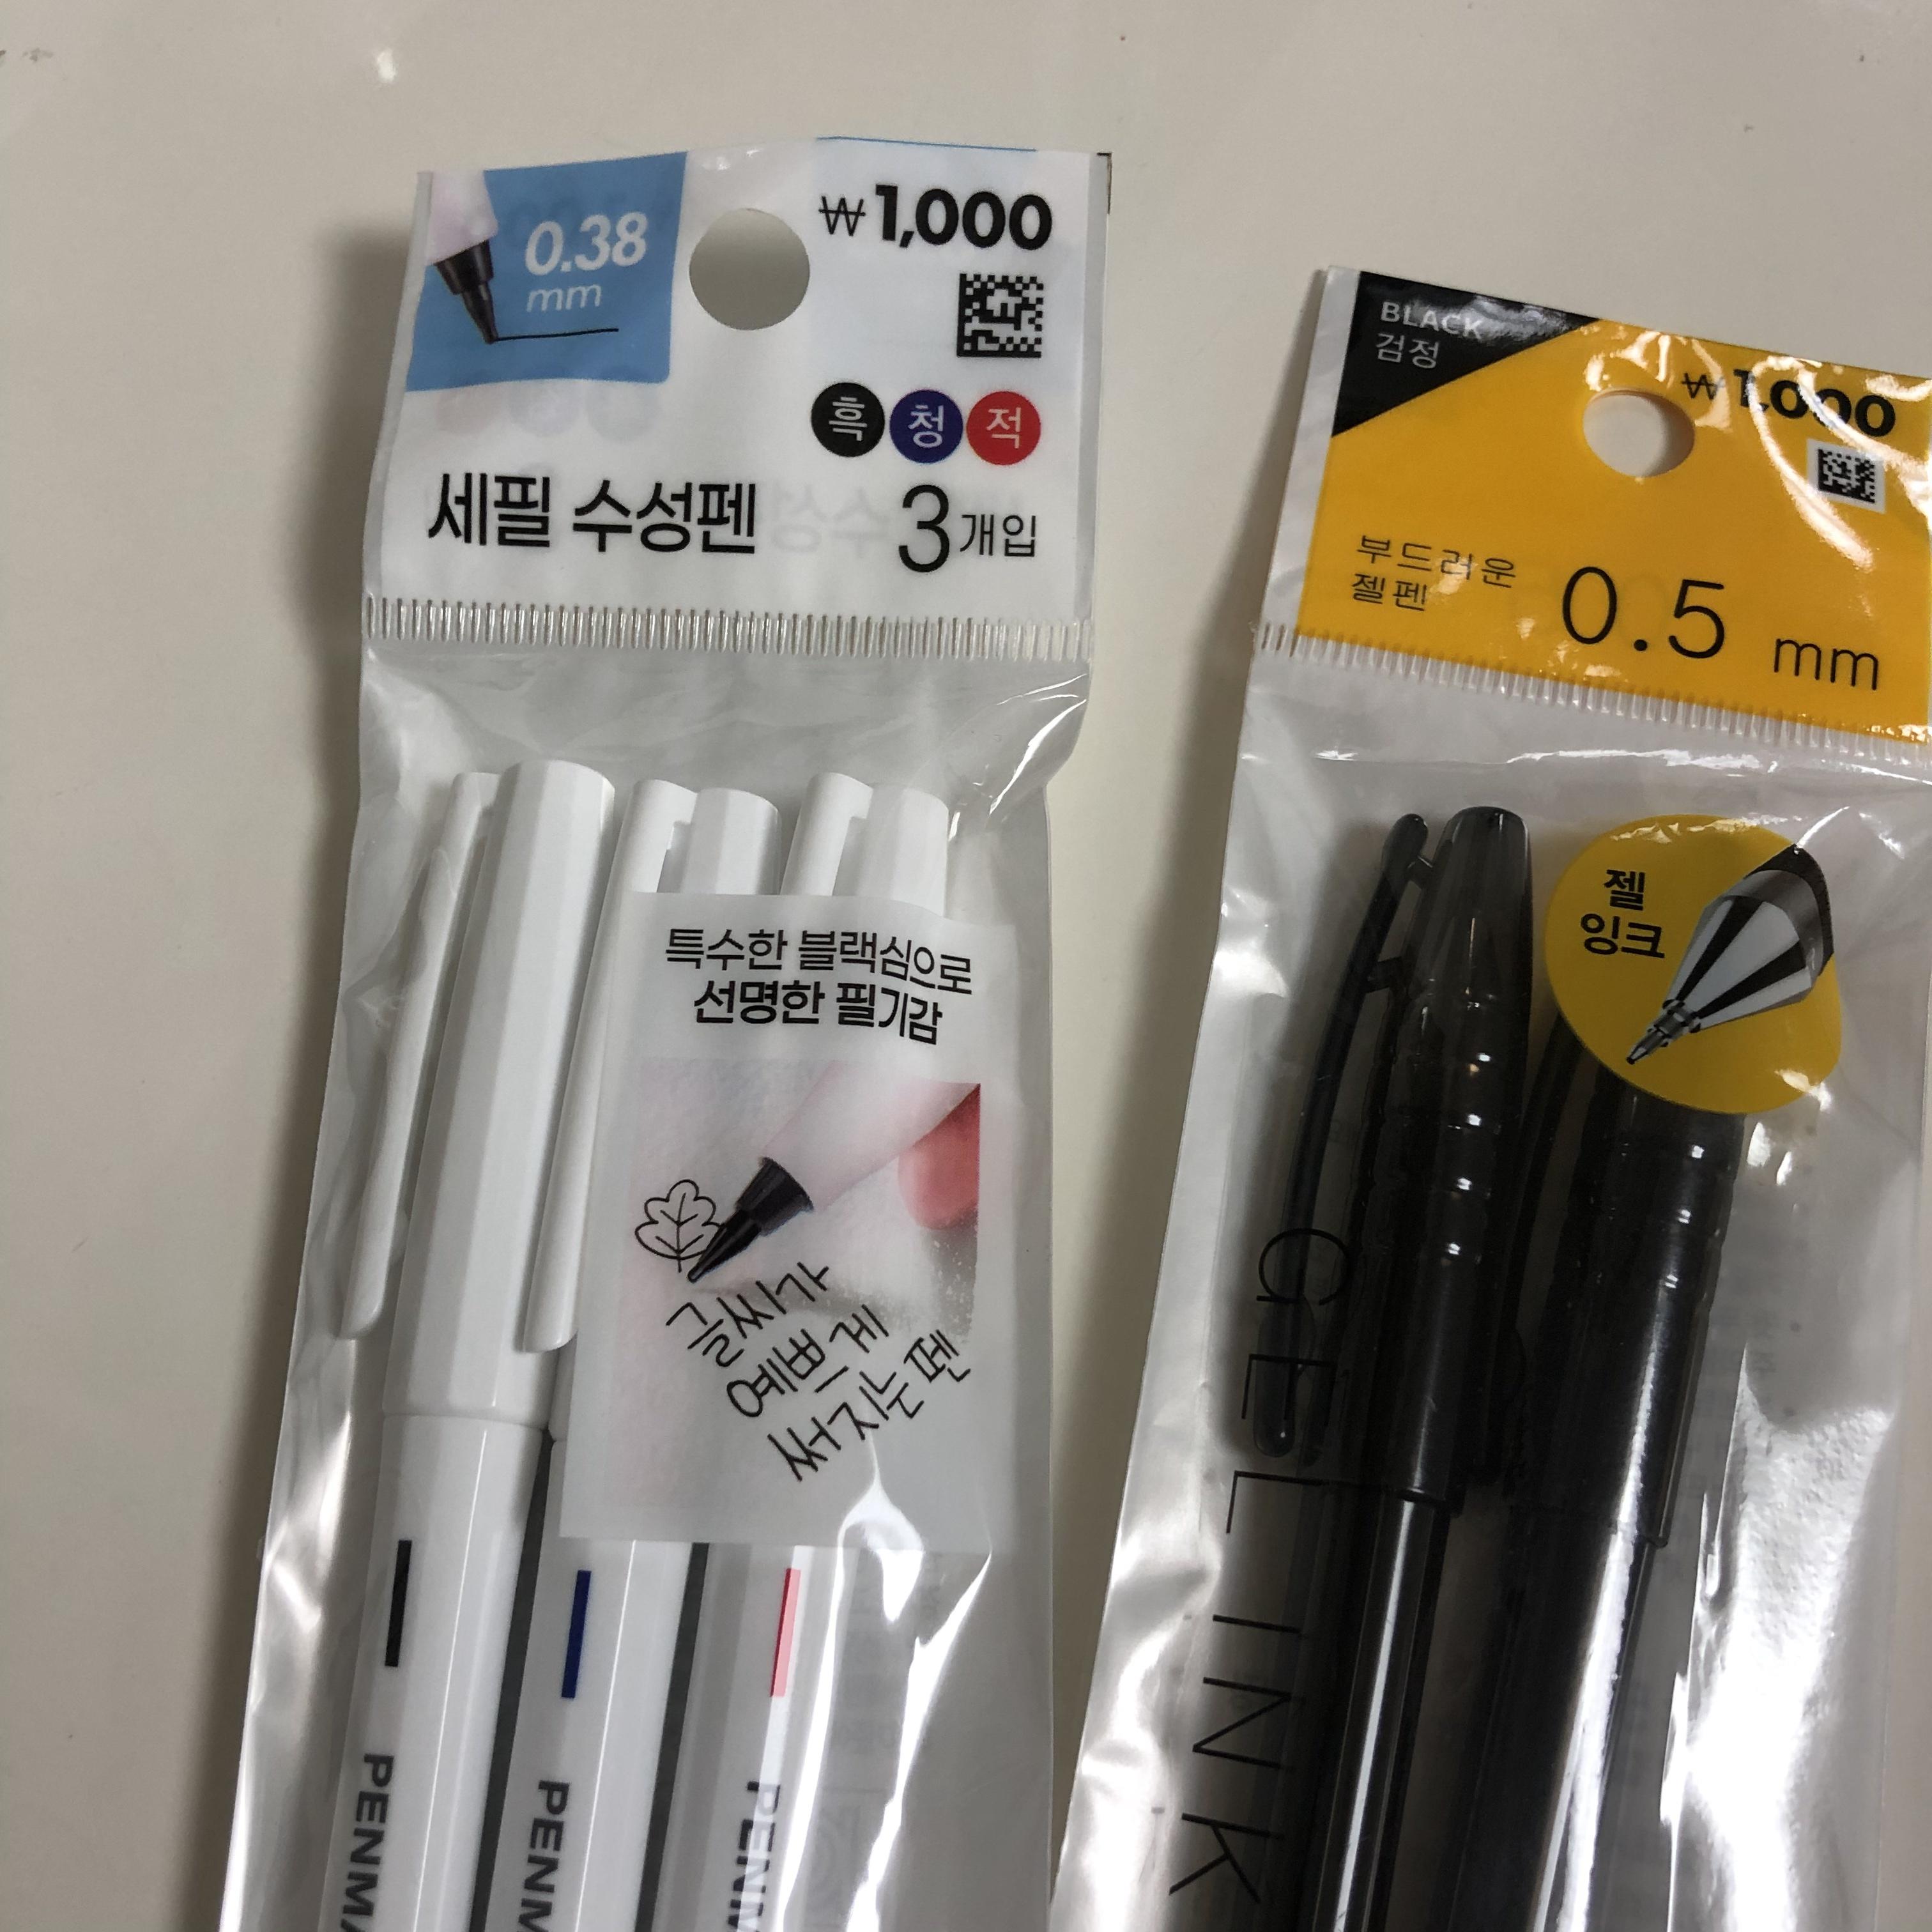 0.38
mm
₩1,000
흑 청 적
세필 수성펜 3개입
특수한 블랙심으로
선명한 필기감
글씨가
예쁘게
써지는 펜
BLACK
검정
₩1,000
부드러운
젤펜
0.5 mm
젤
잉크
GEL INK